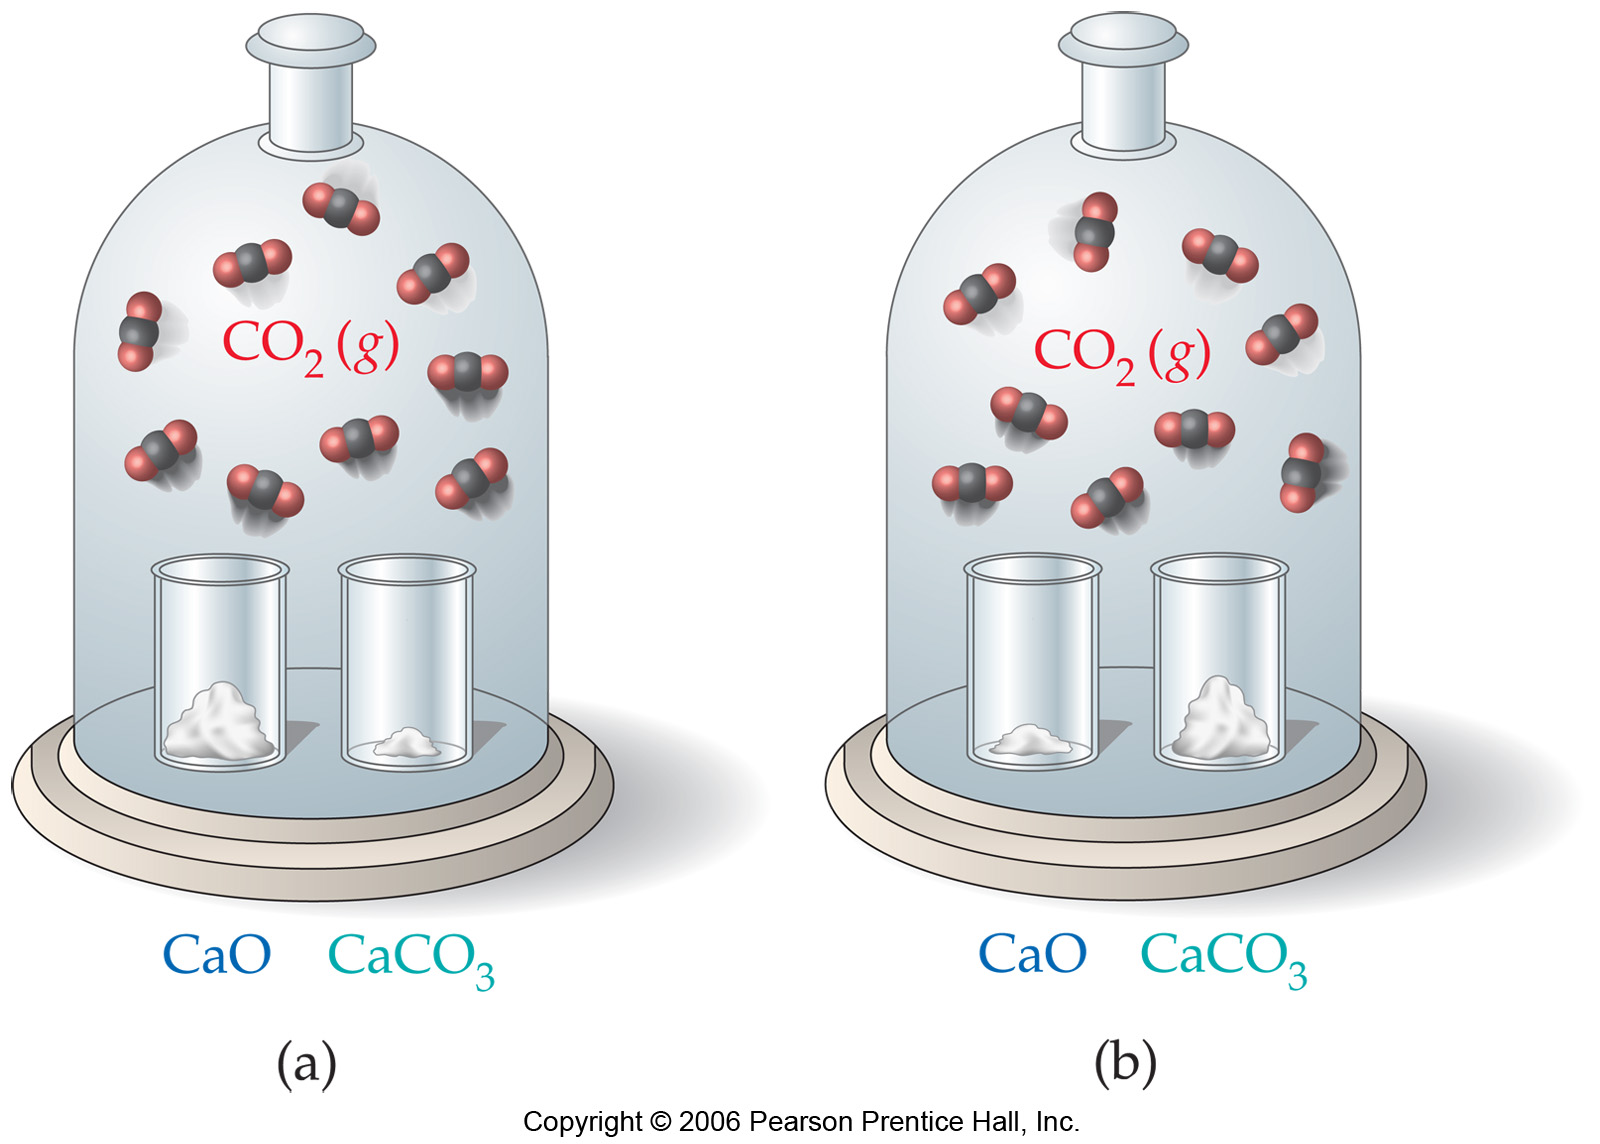 CO₂ (g)
CO₂ (g)
CaO CaCO₃
CaO CaCO₃
(a)
(b)
Copyright © 2006 Pearson Prentice Hall, Inc.